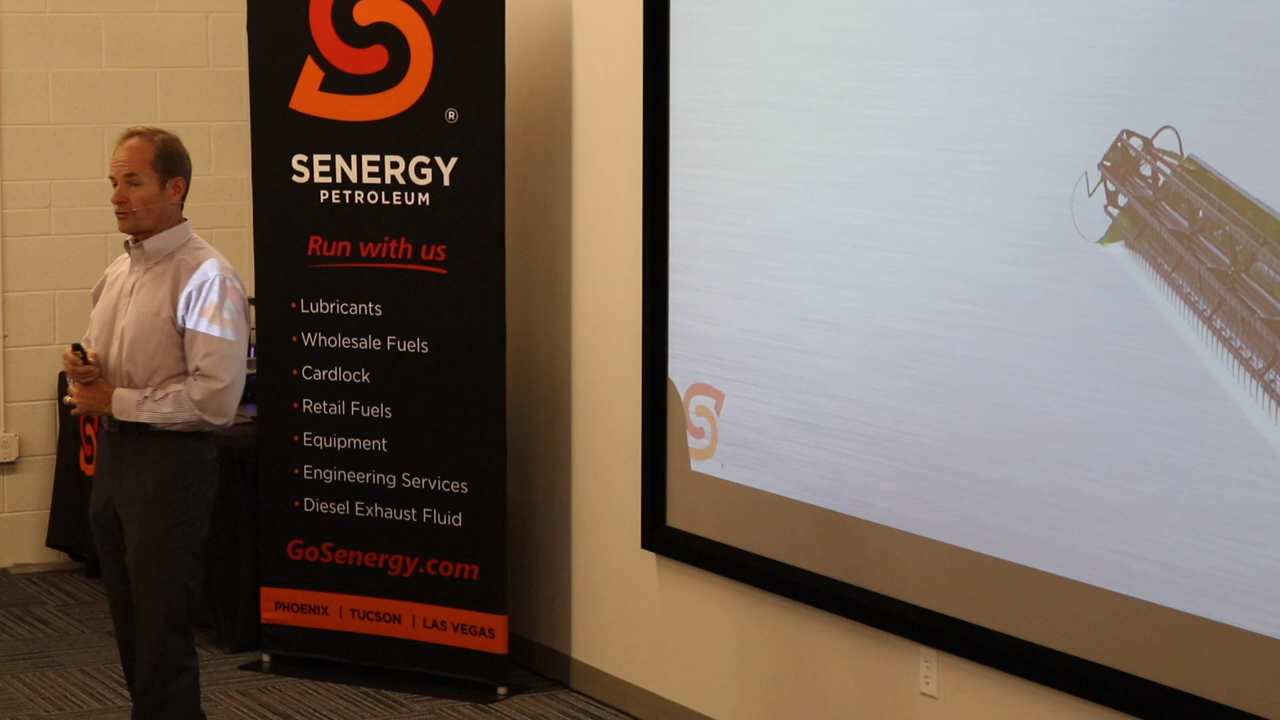 ®
SENERGY
PETROLEUM
Run with us
• Lubricants
• Wholesale Fuels
• Cardlock
• Retail Fuels
• Equipment
• Engineering Services
• Diesel Exhaust Fluid
GoSenergy.com
PHOENIX | TUCSON | LAS VEGAS